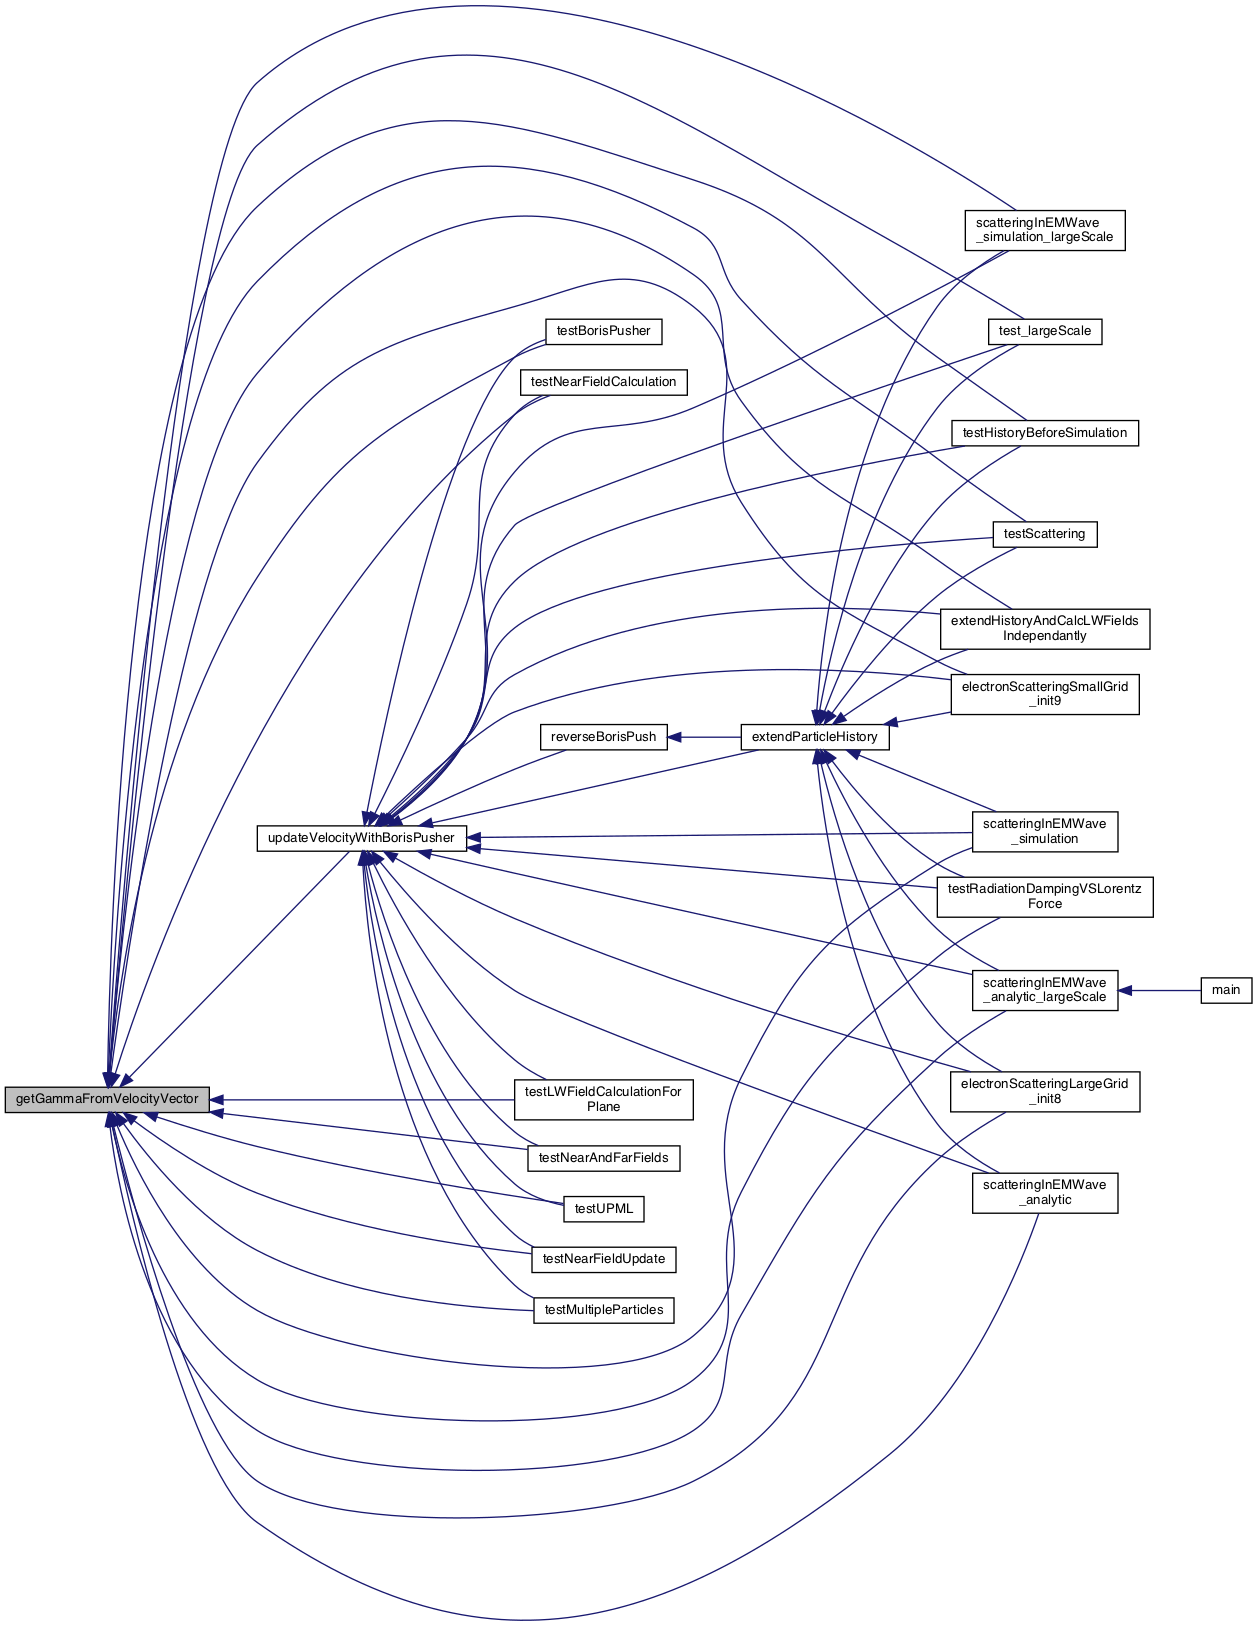 scatteringInEMWave
_simulation_largeScale
testBorisPusher
test_largeScale
testNearFieldCalculation
testHistoryBeforeSimulation
testScattering
extendHistoryAndCalcLWFields
Independantly
electronScatteringSmallGrid
_init9
reverseBorisPush
extendParticleHistory
updateVelocityWithBorisPusher
scatteringInEMWave
_simulation
testRadiationDampingVSLorentz
Force
scatteringInEMWave
_analytic_largeScale
main
getGammaFromVelocityVector
testLWFieldCalculationFor
Plane
electronScatteringLargeGrid
_init8
testNearAndFarFields
scatteringInEMWave
_analytic
testUPML
testNearFieldUpdate
testMultipleParticles